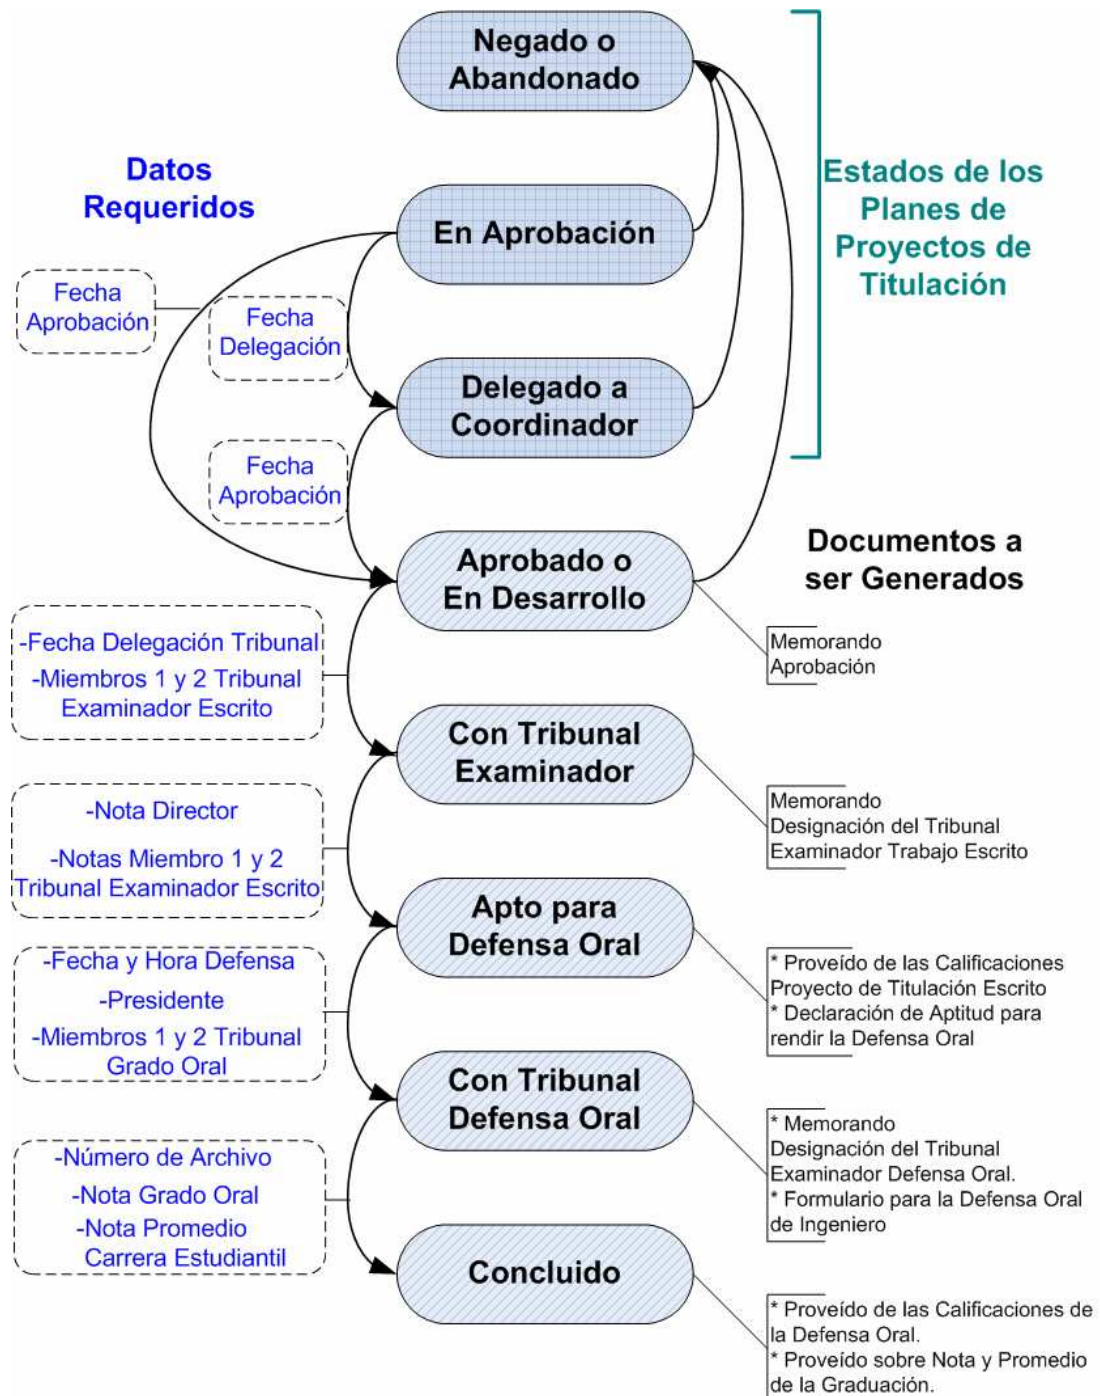 Negado o
Abandonado
Datos
Requeridos
Estados de los
Planes de
Proyectos de
Titulación
En Aprobación
Fecha
Aprobación
Fecha
Delegación
Delegado a
Coordinador
Fecha
Aprobación
Aprobado o
En Desarrollo
Documentos a
ser Generados
Memorando
Aprobación
-Fecha Delegación Tribunal
-Miembros 1 y 2 Tribunal
Examinador Escrito
Con Tribunal
Examinador
Memorando
Designación del Tribunal
Examinador Trabajo Escrito
-Nota Director
-Notas Miembro 1 y 2
Tribunal Examinador Escrito
Apto para
Defensa Oral
* Proveído de las Calificaciones
Proyecto de Titulación Escrito
* Declaración de Aptitud para
rendir la Defensa Oral
-Fecha y Hora Defensa
-Presidente
-Miembros 1 y 2 Tribunal
Grado Oral
Con Tribunal
Defensa Oral
* Memorando
Designación del Tribunal
Examinador Defensa Oral.
* Formulario para la Defensa Oral
de Ingeniero
-Número de Archivo
-Nota Grado Oral
-Nota Promedio
Carrera Estudiantil
Concluido
* Proveído de las Calificaciones de
la Defensa Oral.
* Proveído sobre Nota y Promedio
de la Graduación.